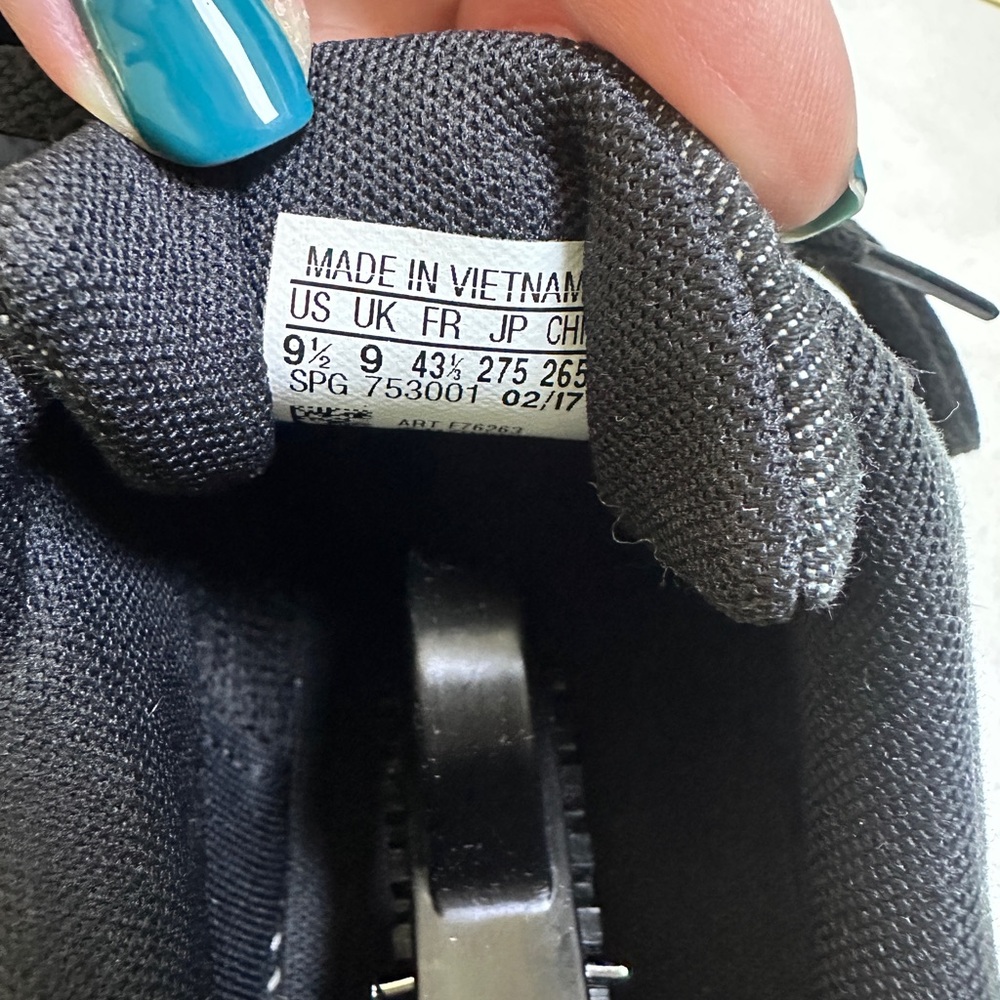 MADE IN VIETNAM
US UK FR JP CH
9½ 9 43⅓ 275 265
SPG 753001 02/17
ART